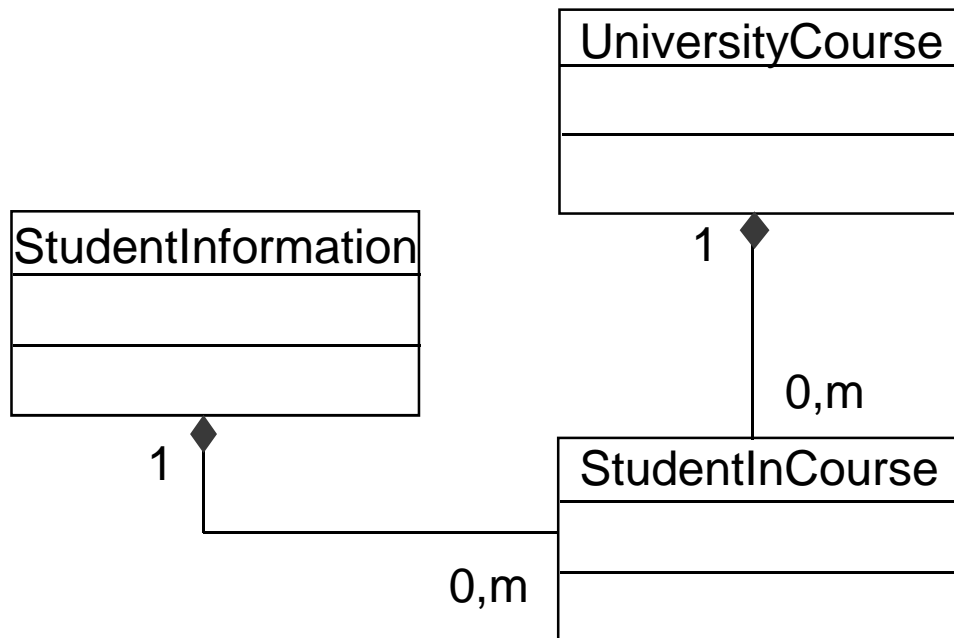 UniversityCourse
StudentInformation
1
0,m
1
StudentInCourse
0,m